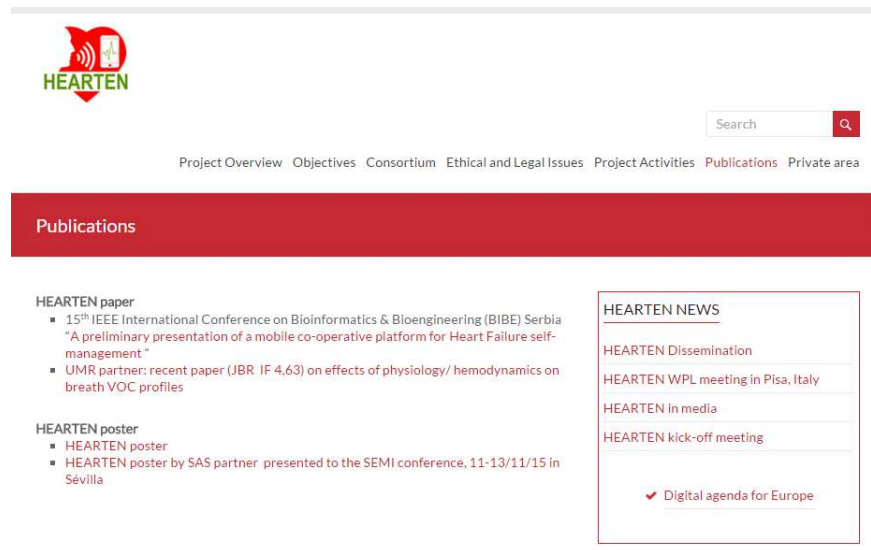 HEARTEN
Search
Project Overview Objectives Consortium Ethical and Legal Issues Project Activities Publications Private area
Publications
HEARTEN paper
15th IEEE International Conference on Bioinformatics & Bioengineering (BIBE) Serbia
"A preliminary presentation of a mobile co-operative platform for Heart Failure self-
management "
UMR partner: recent paper (JBR IF 4,63) on effects of physiology/ hemodynamics on
breath VOC profiles
HEARTEN poster
HEARTEN poster
HEARTEN poster by SAS partner presented to the SEMI conference, 11-13/11/15 in
Sévilla
HEARTEN NEWS
HEARTEN Dissemination
HEARTEN WPL meeting in Pisa, Italy
HEARTEN in media
HEARTEN kick-off meeting
Digital agenda for Europe